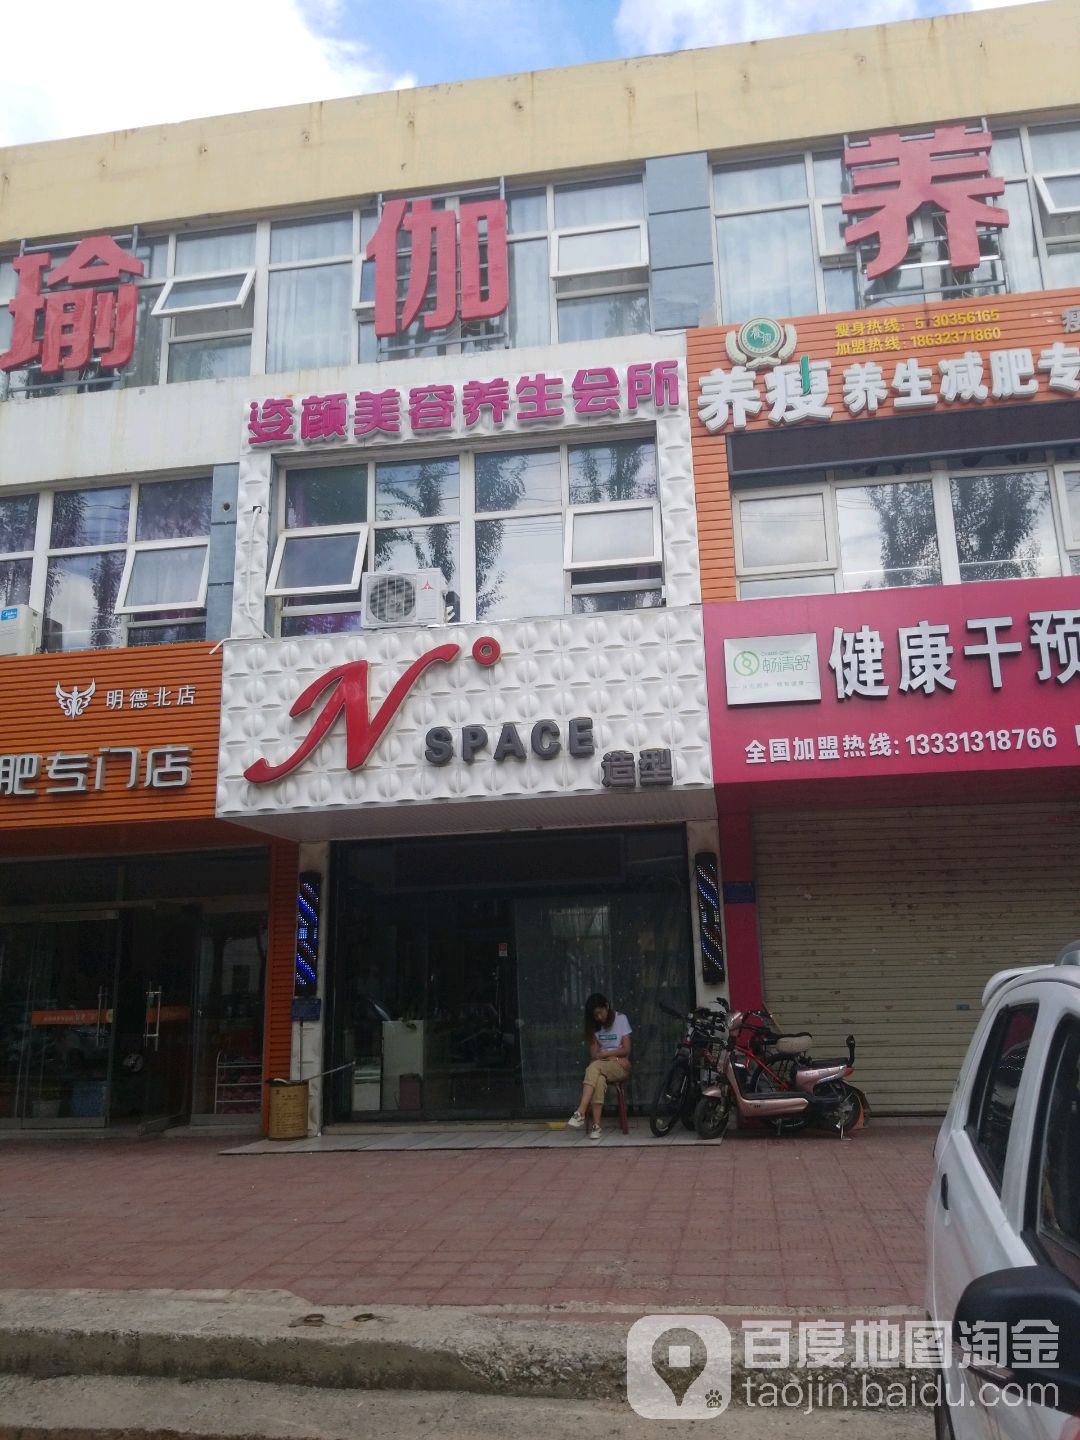 瑜伽养
瘦身热线: 5 30356165
加盟热线:18632371860
姿颜美容养生会所
养瘦 养生减肥专
明德北店
肥专门店
N°
SPACE
造型
畅清舒
健康干预
全国加盟热线: 13331318766
百度地图淘金
taojin.baidu.com